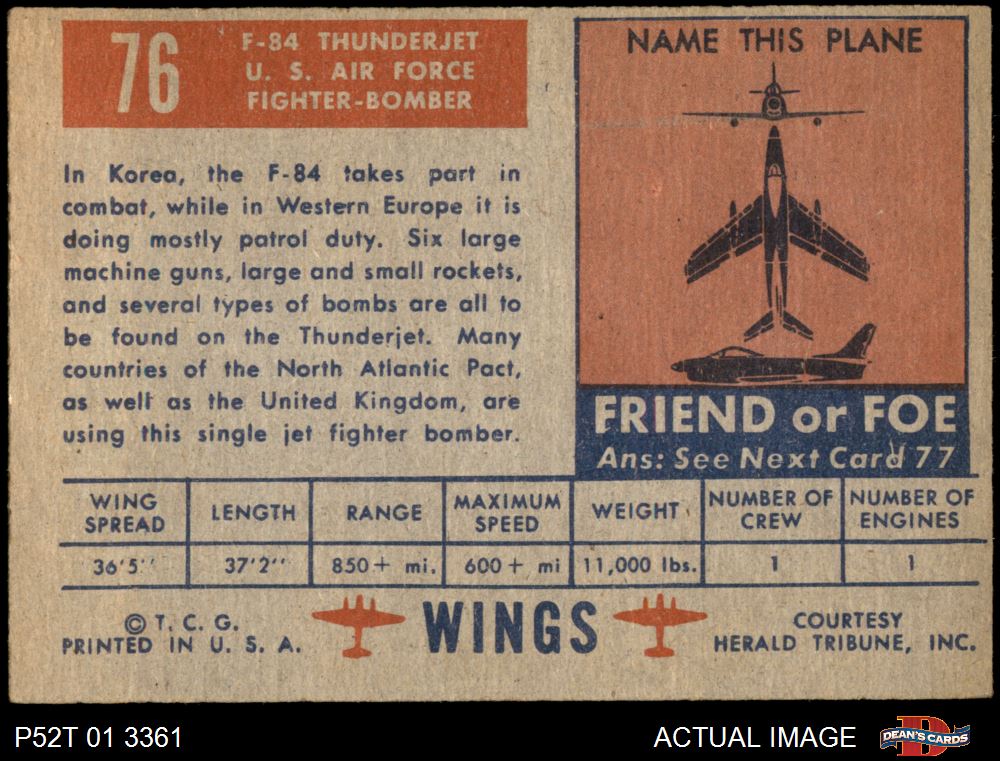 76
F-84 THUNDERJET
U. S. AIR FORCE
FIGHTER-BOMBER
In Korea, the F-84 takes part in
combat, while in Western Europe it is
doing mostly patrol duty. Six large
machine guns, large and small rockets,
and several types of bombs are all to
be found on the Thunderjet. Many
countries of the North Atlantic Pact,
as well as the United Kingdom, are
using this single jet fighter bomber.
NAME THIS PLANE
FRIEND or FOE
Ans: See Next Card 77
WING SPREAD LENGTH RANGE MAXIMUM SPEED WEIGHT NUMBER OF CREW NUMBER OF ENGINES
36'5'' 37'2'' 850+ mi. 600+ mi 11,000 lbs. 1 1
© T. C. G.
PRINTED IN U. S. A.
WINGS
COURTESY
HERALD TRIBUNE, INC.
P52T 01 3361
ACTUAL IMAGE
D
DEAN'S CARDS